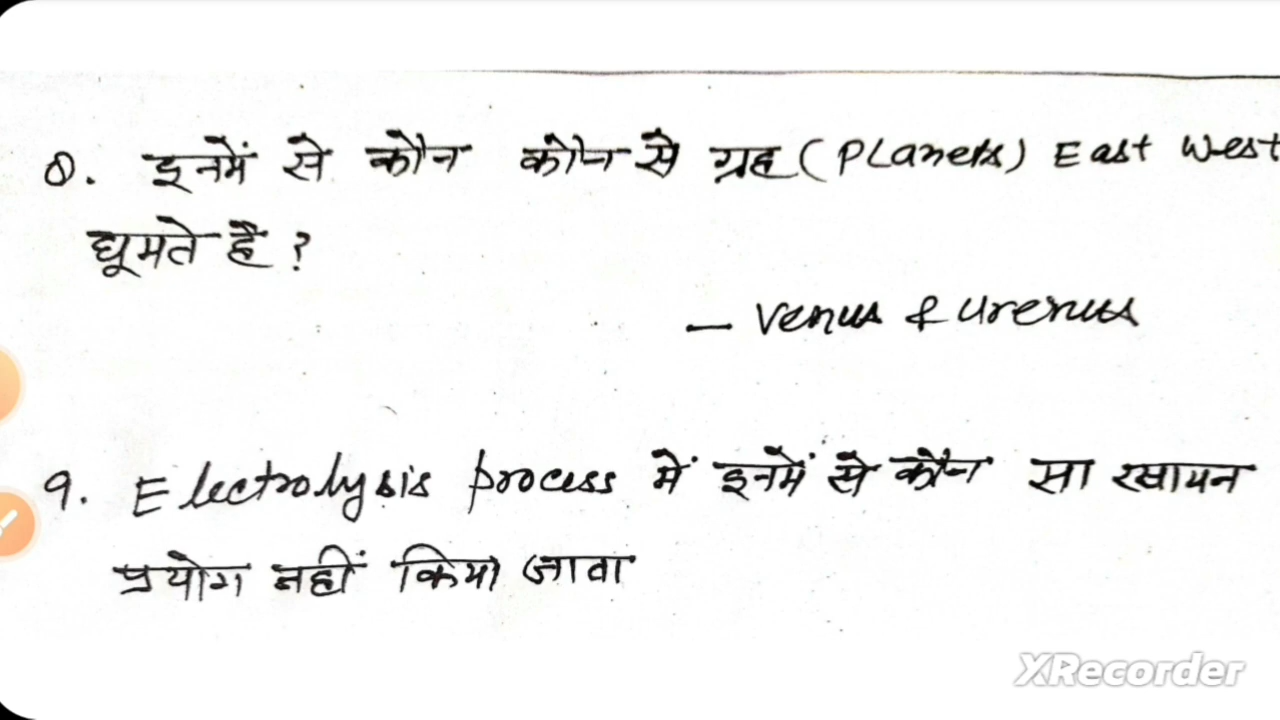 8. इनमें से कौन कौन से ग्रह (Planets) East West
घूमते है ?
— Venus & Urenus
9. Electrolysis process में इनमें से कौन सा रसायन
प्रयोग नहीं किया जाता
XRecorder